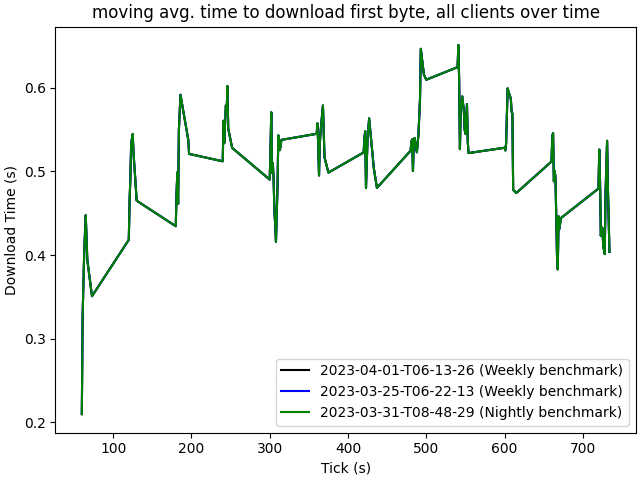 moving avg. time to download first byte, all clients over time
Download Time (s)
0.6
0.5
0.4
0.3
0.2
2023-04-01-T06-13-26 (Weekly benchmark)
2023-03-25-T06-22-13 (Weekly benchmark)
2023-03-31-T08-48-29 (Nightly benchmark)
100 200 300 400 500 600 700
Tick (s)